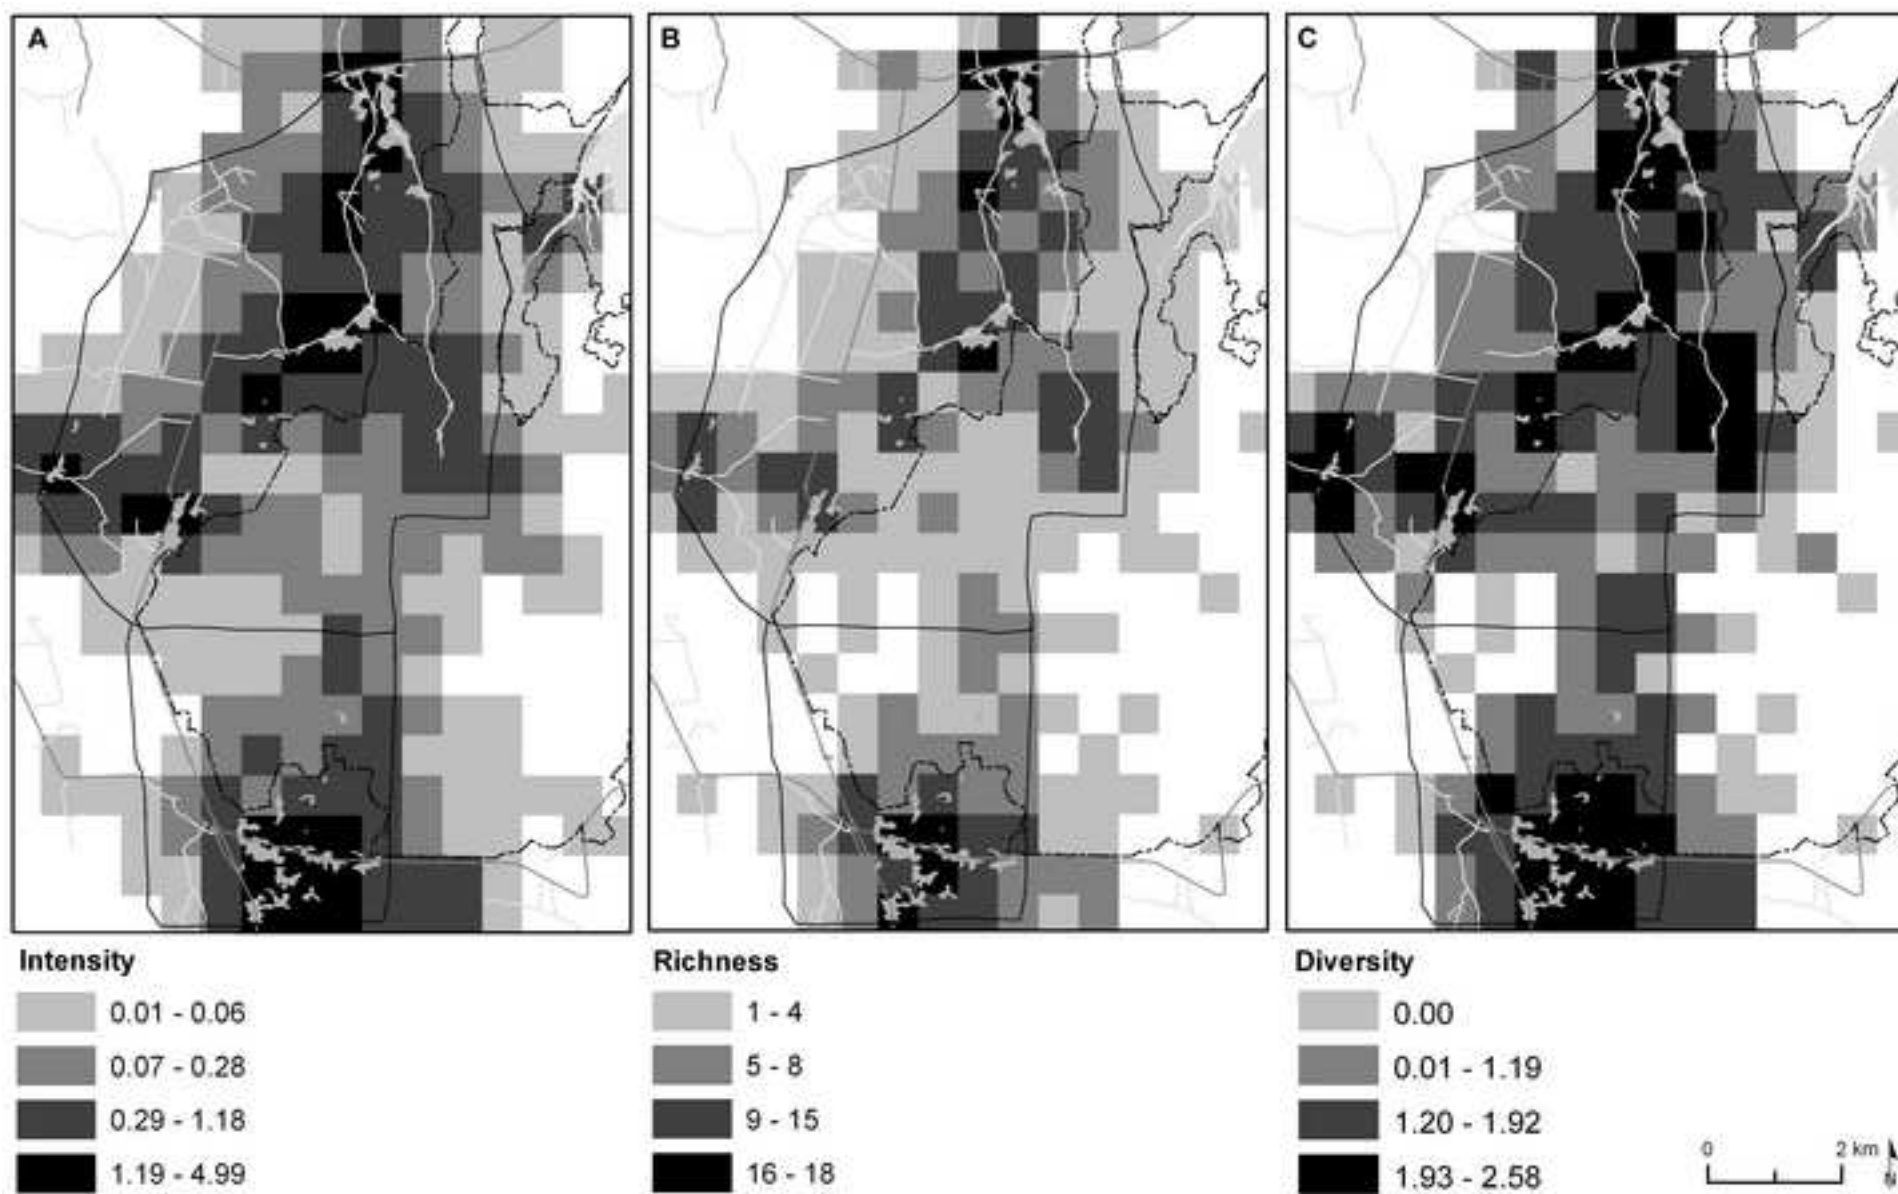 A
B
C
Intensity
0.01 - 0.06
0.07 - 0.28
0.29 - 1.18
1.19 - 4.99
Richness
1 - 4
5 - 8
9 - 15
16 - 18
Diversity
0.00
0.01 - 1.19
1.20 - 1.92
1.93 - 2.58
0 2 km